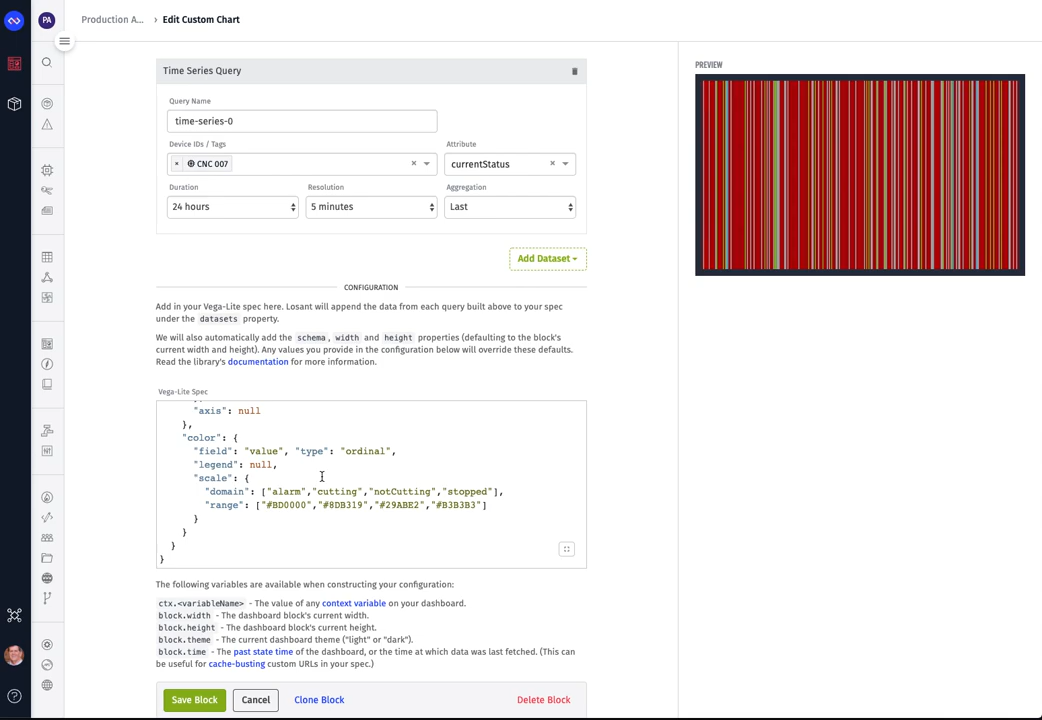 PA
Production A... › Edit Custom Chart
Time Series Query
Query Name
time-series-0
Device IDs / Tags
Attribute
× CNC 007 ×
currentStatus ×
Duration
Resolution
Aggregation
24 hours
5 minutes
Last
Add Dataset
CONFIGURATION
Add in your Vega-Lite spec here. Losant will append the data from each query built above to your spec
under the datasets property.
We will also automatically add the schema, width and height properties (defaulting to the block's
current width and height). Any values you provide in the configuration below will override these defaults.
Read the library's documentation for more information.
Vega-Lite Spec
"axis": null
},
"color": {
"field": "value", "type": "ordinal",
"legend": null,
"scale": {
"domain": ["alarm","cutting","notCutting","stopped"],
"range": ["#BD0000","#8DB319","#29ABE2","#B3B3B3"]
}
}
}
}
The following variables are available when constructing your configuration:
ctx.<variableName> - The value of any context variable on your dashboard.
block.width - The dashboard block's current width.
block.height - The dashboard block's current height.
block.theme - The current dashboard theme ("light" or "dark").
block.time - The past state time of the dashboard, or the time at which data was last fetched. (This can
be useful for cache-busting custom URLs in your spec.)
Save Block
Cancel
Clone Block
Delete Block
PREVIEW
NT